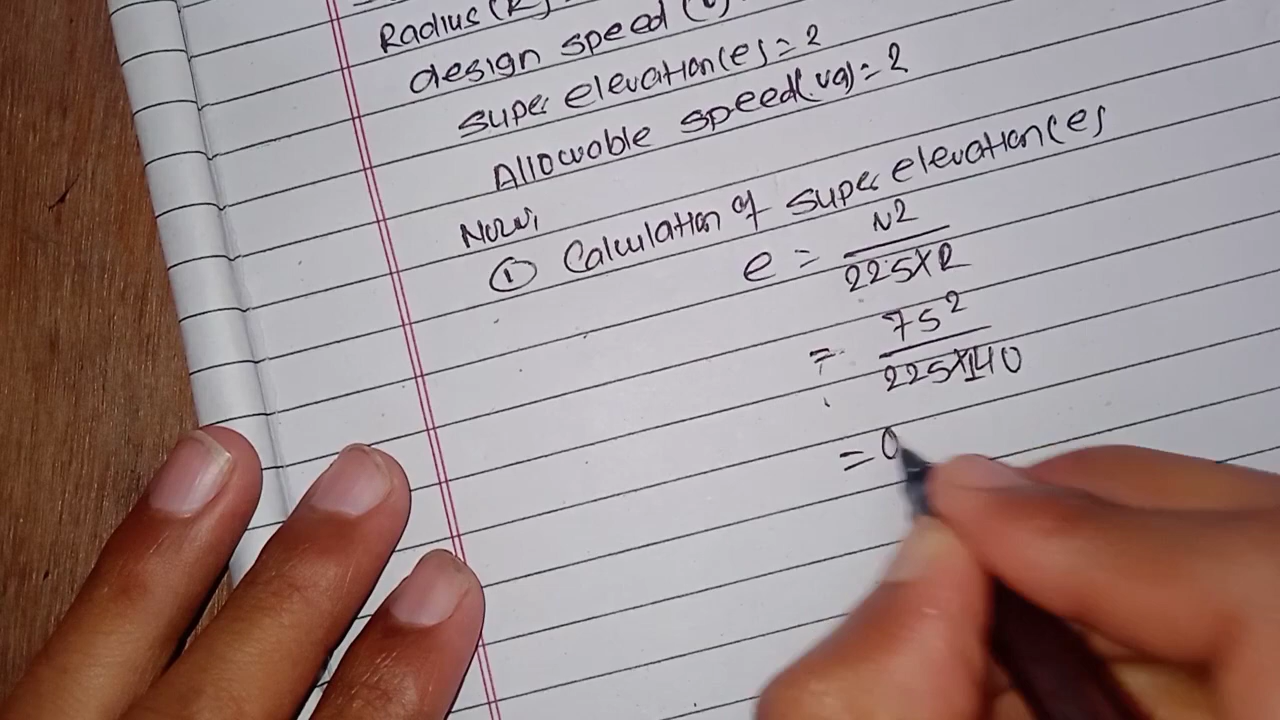 Radius (R)
design speed (v)
super elevation(e) = ?
Allowable speed(va) = ?
Now,
① Calculation of super elevation(e)
e = v²
225×R
= 75²
225×140
= 0